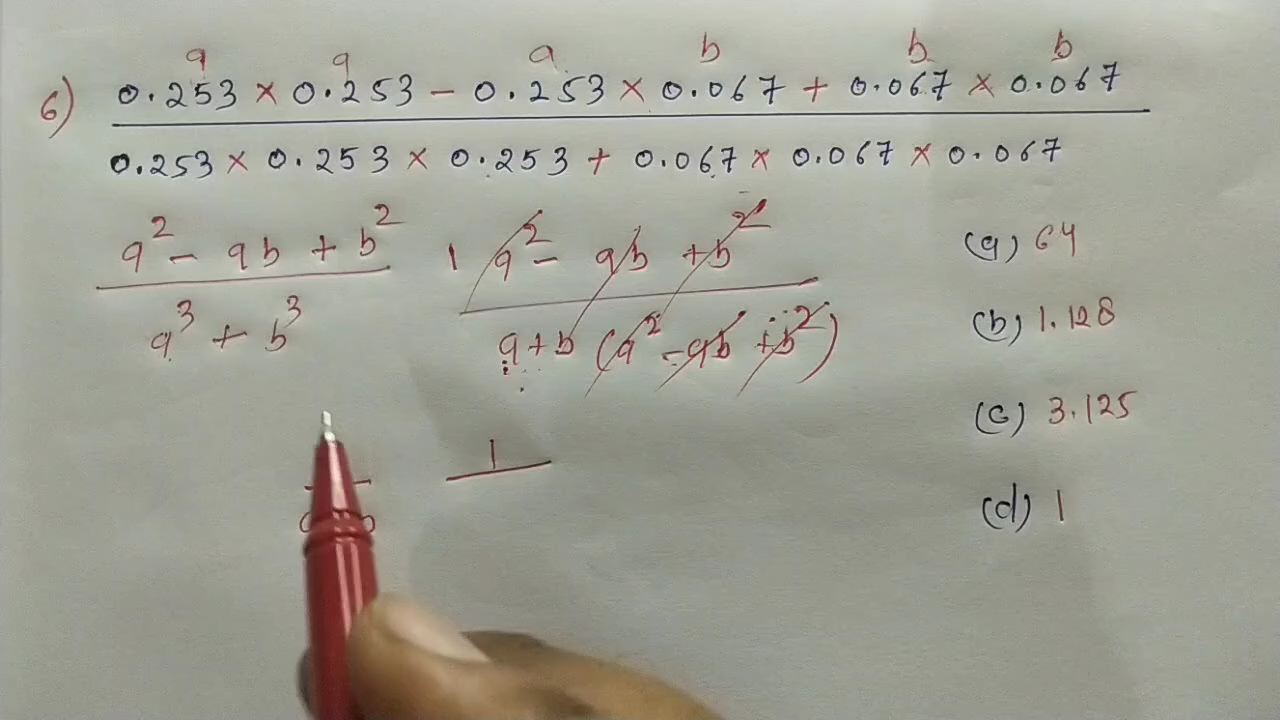 a a a b b b
6) 0.253 × 0.253 - 0.253 × 0.067 + 0.067 × 0.067
0.253 × 0.253 × 0.253 + 0.067 × 0.067 × 0.067
a² - ab + b²
a³ + b³
1 a² - ab + b²
a + b (a² - ab + b²)
1
(a) 64
(b) 1.128
(c) 3.125
(d) 1